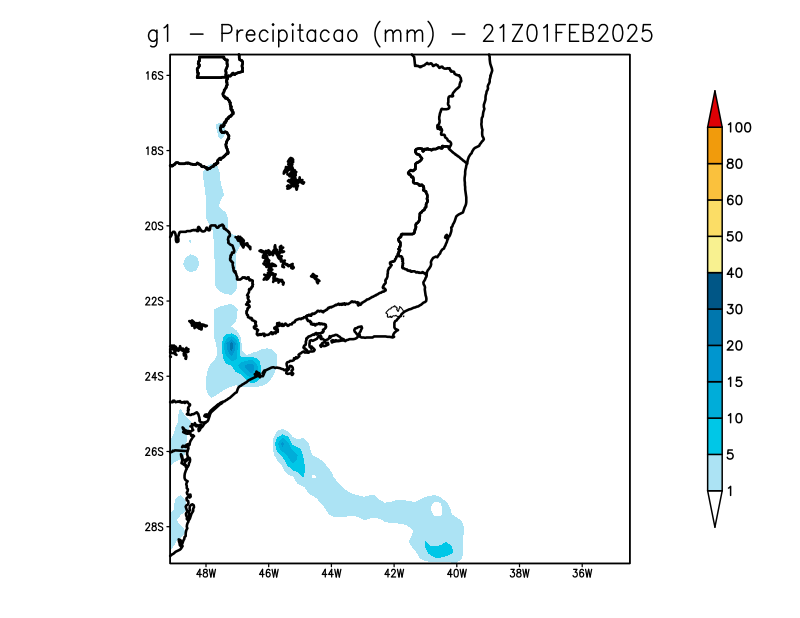 g1 – Precipitacao (mm) – 21Z01FEB2025
16S
18S
20S
22S
24S
26S
28S
48W 46W 44W 42W 40W 38W 36W
100
80
60
50
40
30
20
15
10
5
1